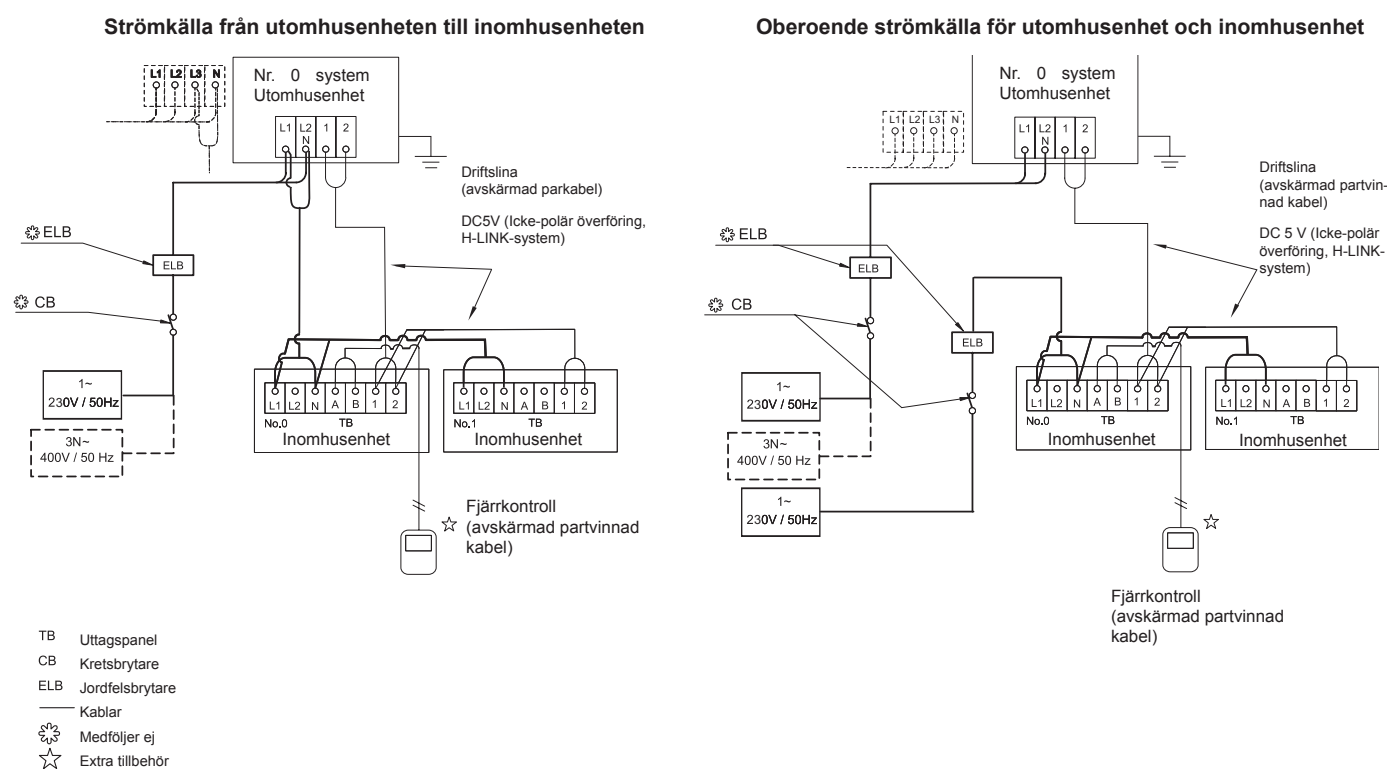 Strömkälla från utomhusenheten till inomhusenheten
L1 L2 L3 N
Nr. 0 system
Utomhusenhet
L1 L2 N 1 2
Driftslina
(avskärmad parkabel)
DC5V (Icke-polär överföring,
H-LINK-system)
ELB
ELB
CB
1~
230V / 50Hz
3N~
400V / 50 Hz
L1 L2 N A B 1 2
No.0 TB
Inomhusenhet
L1 L2 N A B 1 2
No.1 TB
Inomhusenhet
Fjärrkontroll
(avskärmad partvinnad
kabel)
Oberoende strömkälla för utomhusenhet och inomhusenhet
Nr. 0 system
Utomhusenhet
L1 L2 L3 N
L1 L2 N 1 2
Driftslina
(avskärmad partvin-
nad kabel)
DC 5 V (Icke-polär
överföring, H-LINK-
system)
ELB
ELB
CB
ELB
1~
230V / 50Hz
3N~
400V / 50 Hz
1~
230V / 50Hz
L1 L2 N A B 1 2
No.0 TB
Inomhusenhet
L1 L2 N A B 1 2
No.1 TB
Inomhusenhet
Fjärrkontroll
(avskärmad partvinnad
kabel)
TB Uttagspanel
CB Kretsbrytare
ELB Jordfelsbrytare
Kablar
Medföljer ej
Extra tillbehör